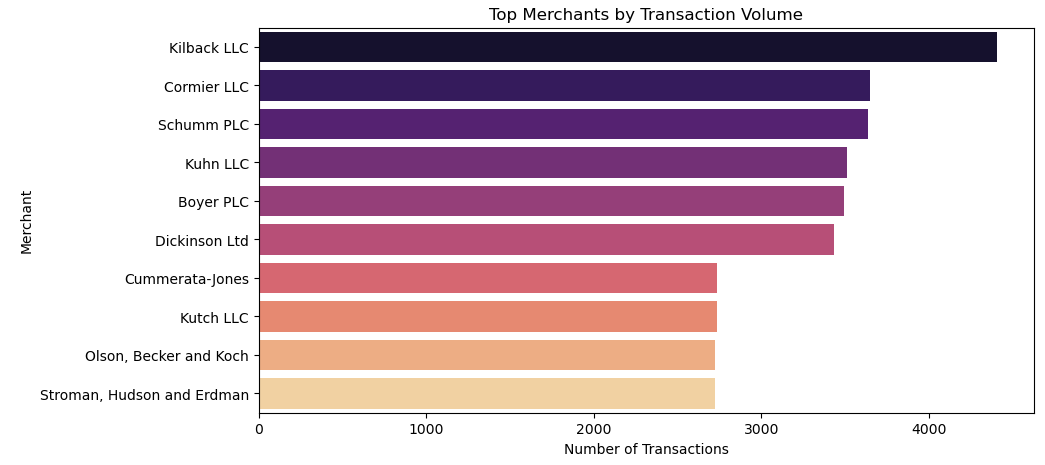 Top Merchants by Transaction Volume
Kilback LLC
Cormier LLC
Schumm PLC
Kuhn LLC
Boyer PLC
Dickinson Ltd
Cummerata-Jones
Kutch LLC
Olson, Becker and Koch
Stroman, Hudson and Erdman
Merchant
0 1000 2000 3000 4000
Number of Transactions